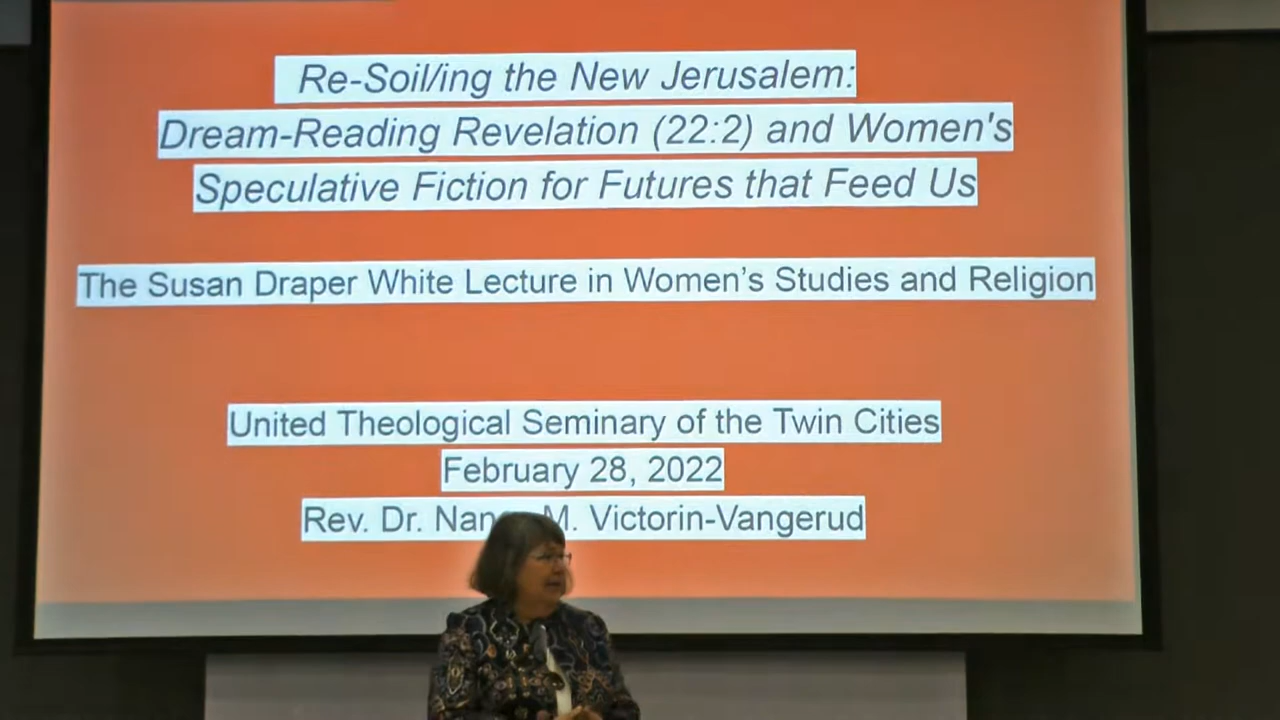 Re-Soil/ing the New Jerusalem:
Dream-Reading Revelation (22:2) and Women's
Speculative Fiction for Futures that Feed Us
The Susan Draper White Lecture in Women’s Studies and Religion
United Theological Seminary of the Twin Cities
February 28, 2022
Rev. Dr. M. Victorin-Vangerud